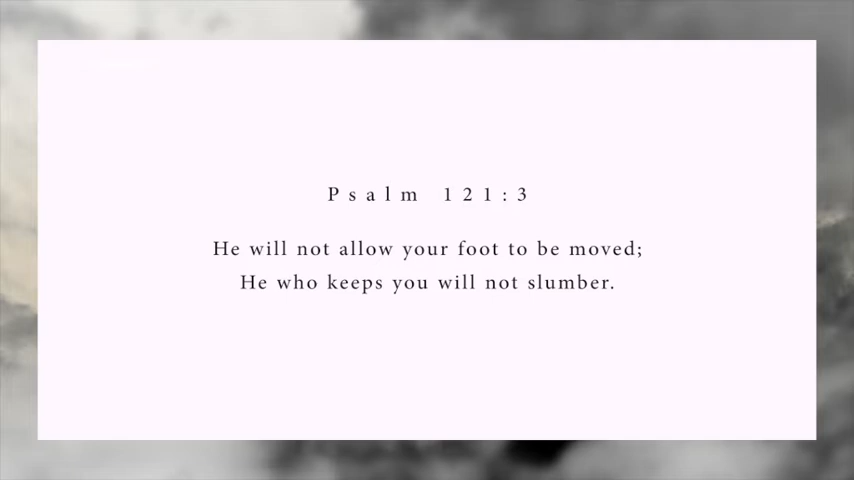 Psalm 121:3
He will not allow your foot to be moved;
He who keeps you will not slumber.